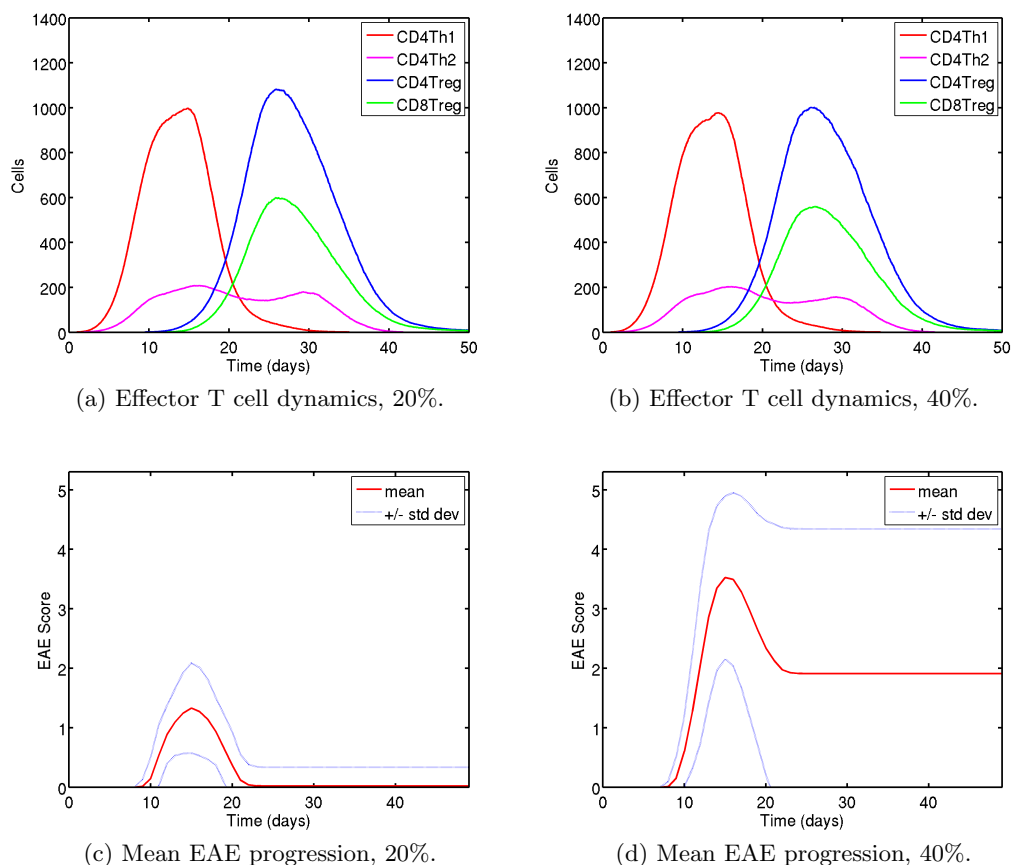 1400
1200
1000
800
600
400
200
0
Cells
0 10 20 30 40 50
Time (days)
CD4Th1
CD4Th2
CD4Treg
CD8Treg
(a) Effector T cell dynamics, 20%.
1400
1200
1000
800
600
400
200
0
Cells
0 10 20 30 40 50
Time (days)
CD4Th1
CD4Th2
CD4Treg
CD8Treg
(b) Effector T cell dynamics, 40%.
5
4
3
2
1
0
EAE Score
0 10 20 30 40
Time (days)
mean
+/- std dev
(c) Mean EAE progression, 20%.
5
4
3
2
1
0
EAE Score
0 10 20 30 40
Time (days)
mean
+/- std dev
(d) Mean EAE progression, 40%.